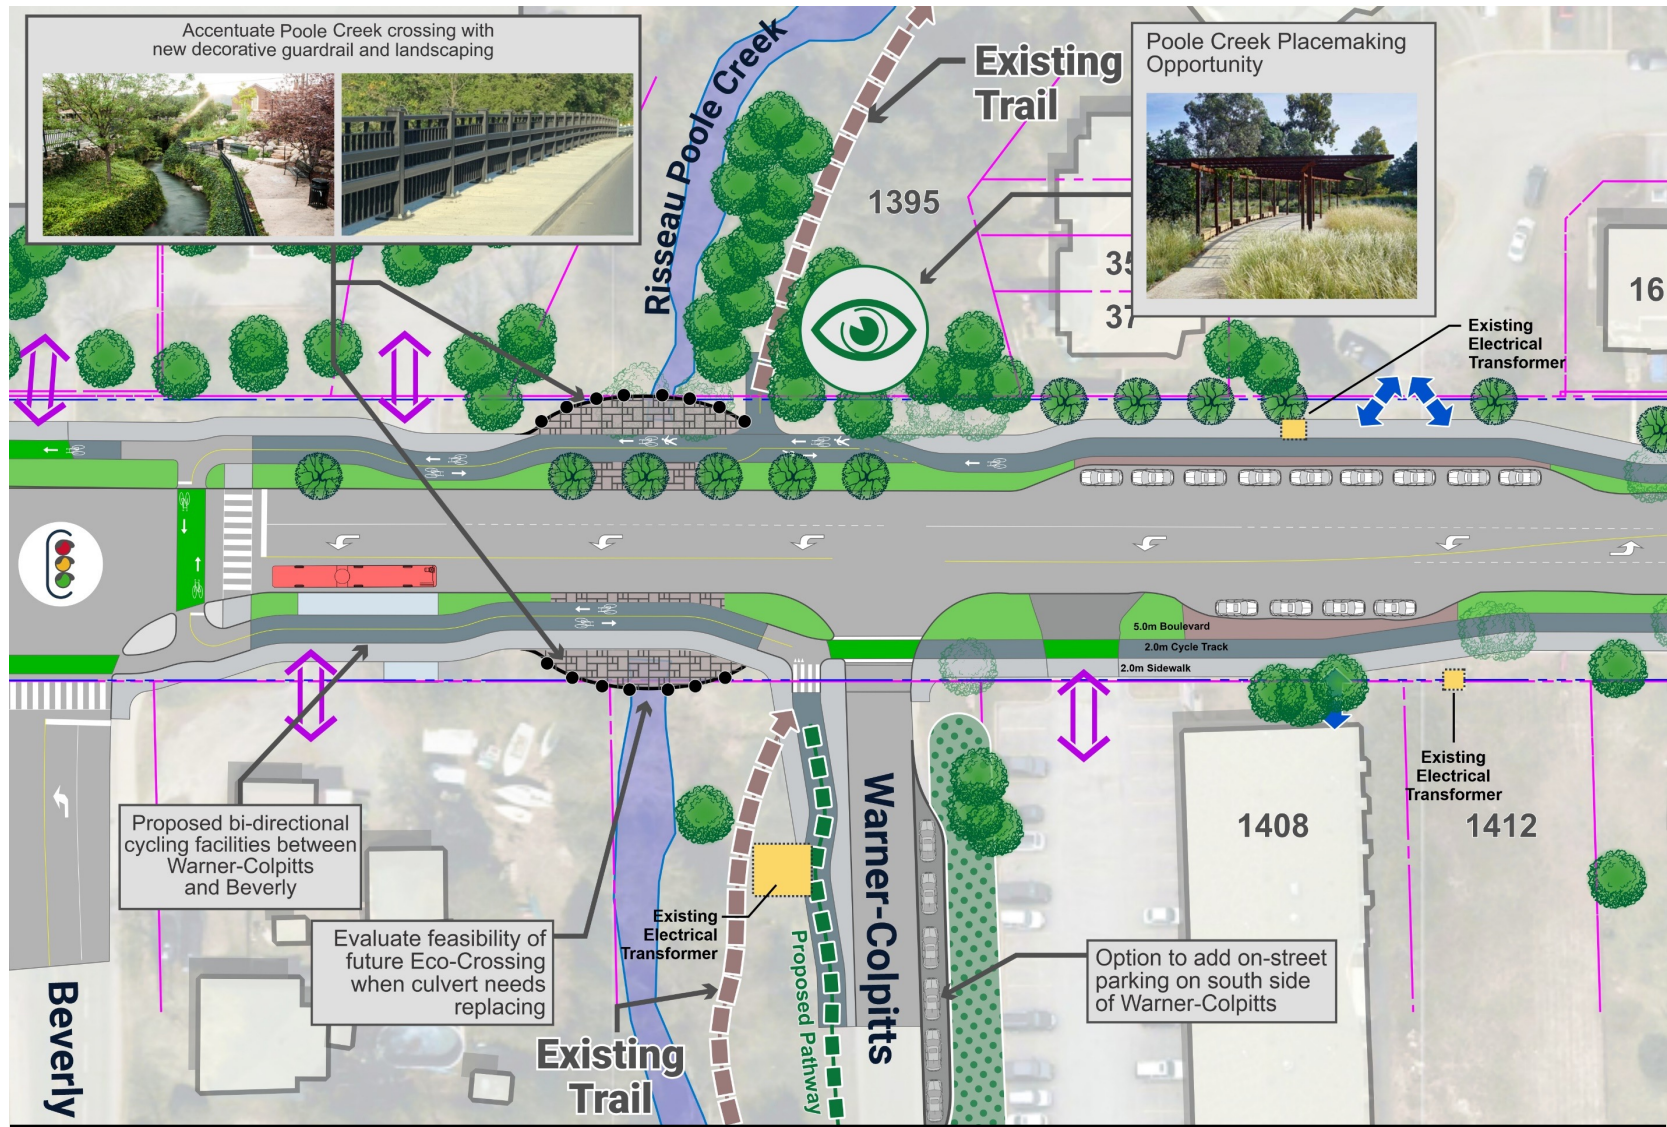 Accentuate Poole Creek crossing with
new decorative guardrail and landscaping
Risseau Poole Creek
Existing
Trail
Poole Creek Placemaking
Opportunity
1395
35
37
16
Existing
Electrical
Transformer
5.0m Boulevard
2.0m Cycle Track
2.0m Sidewalk
Proposed bi-directional
cycling facilities between
Warner-Colpitts
and Beverly
Evaluate feasibility of
future Eco-Crossing
when culvert needs
replacing
Existing
Electrical
Transformer
Existing
Trail
Proposed Pathway
Warner-Colpitts
Beverly
Option to add on-street
parking on south side
of Warner-Colpitts
1408
Existing
Electrical
Transformer
1412